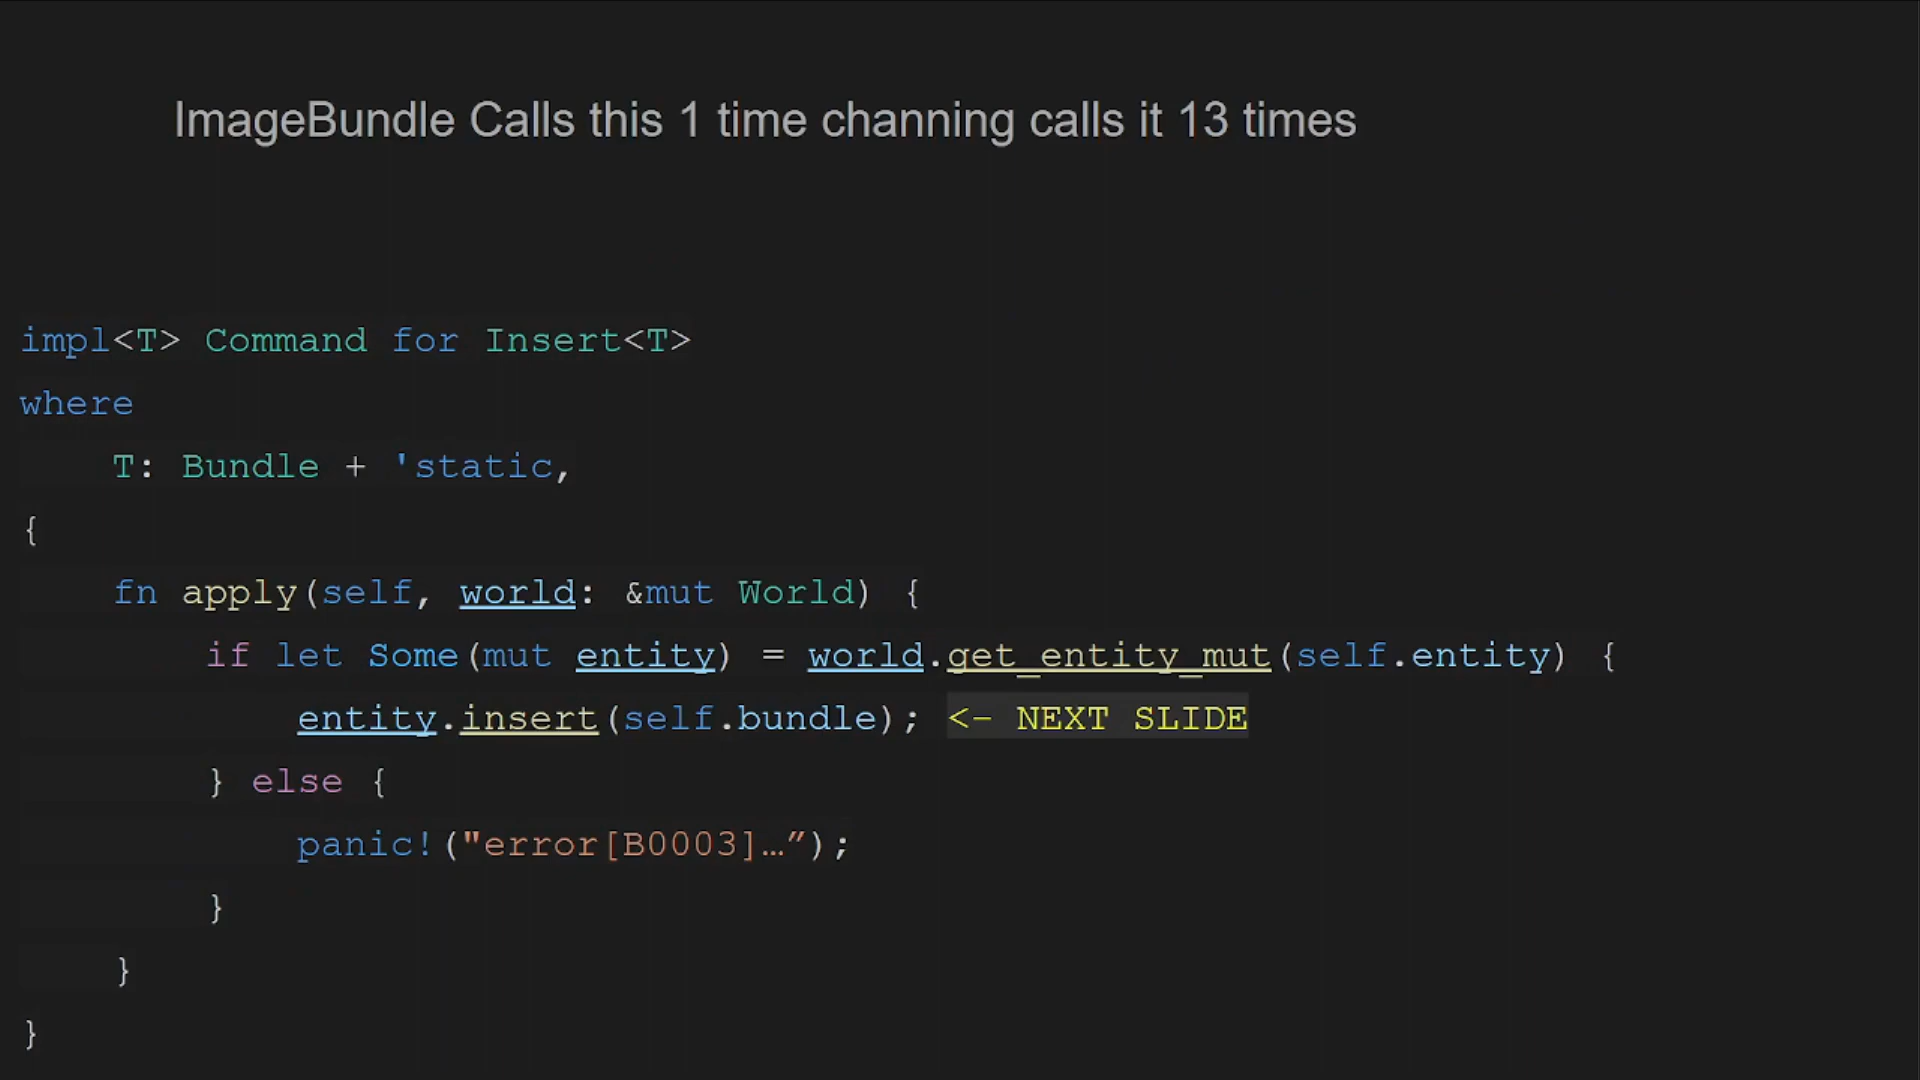 ImageBundle Calls this 1 time channing calls it 13 times
impl<T> Command for Insert<T>
where
    T: Bundle + 'static,
{
    fn apply(self, world: &mut World) {
        if let Some(mut entity) = world.get_entity_mut(self.entity) {
            entity.insert(self.bundle); <- NEXT SLIDE
        } else {
            panic!("error[B0003]…”);
        }
    }
}